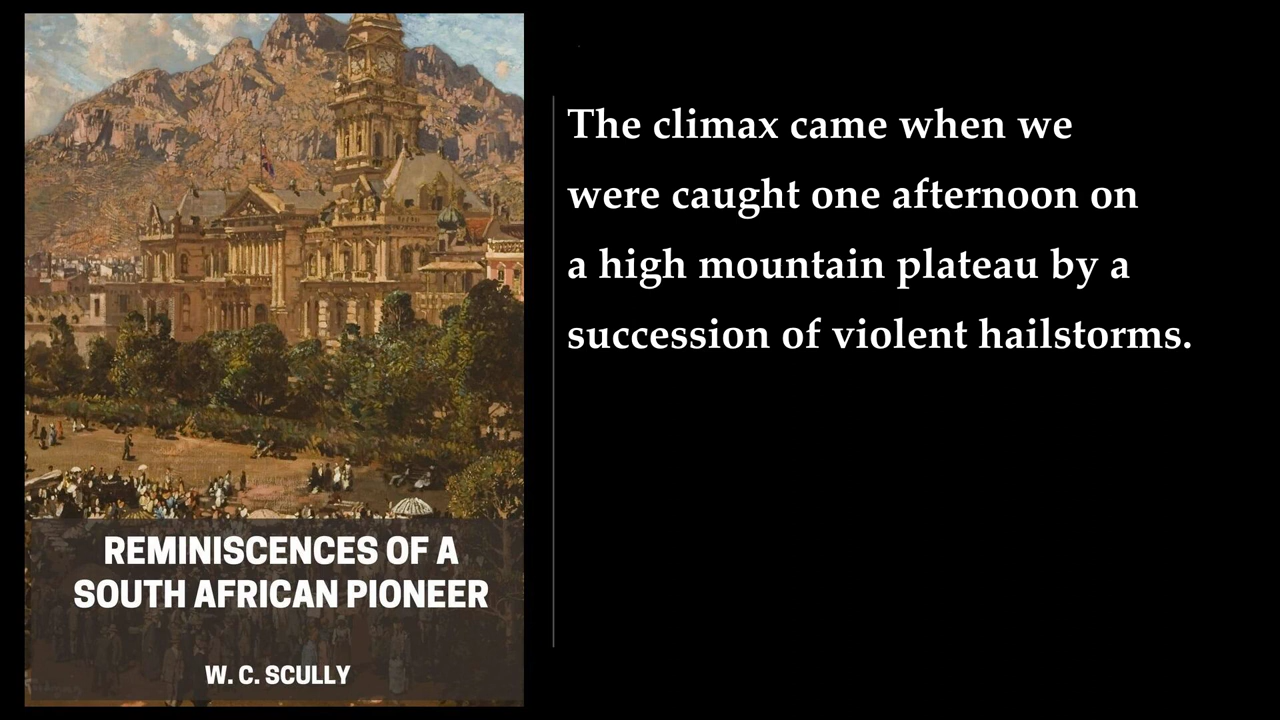 The climax came when we
were caught one afternoon on
a high mountain plateau by a
succession of violent hailstorms.
REMINISCENCES OF A
SOUTH AFRICAN PIONEER
W. C. SCULLY